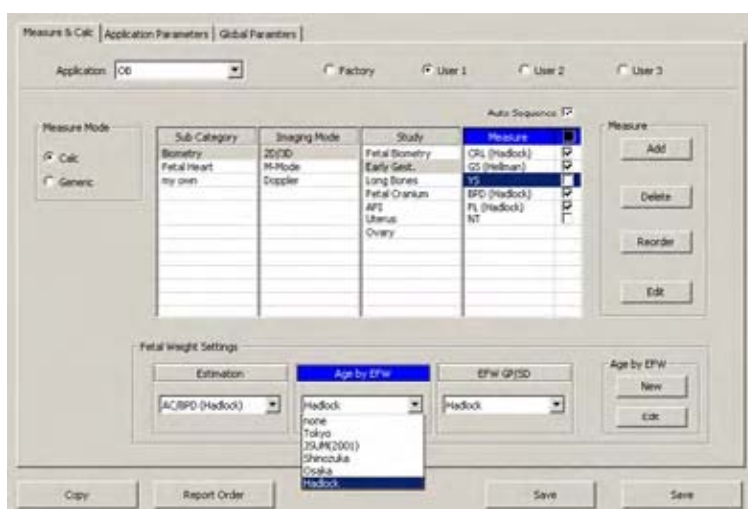 Measure & Calc Application Parameters Global Paramters
Application OB Factory User 1 User 2 User 3
Auto Sequence
Measure Mode
Calc
Generic
Sub Category Imaging Mode Study Measure
Biometry 2D/3D Fetal Biometry CRL (Hadlock)
Fetal Heart M-Mode Early Gest. GS (Hellman)
my own Doppler Long Bones YS
Fetal Cranium BPD (Hadlock)
AFI FL (Hadlock)
Uterus NT
Ovary
Measure
Add
Delete
Reorder
Edit
Fetal Weight Settings
Estimation Age by EFW EFW GP/SD
AC/BPD (Hadlock) Hadlock Hadlock
none
Tokyo
JSUM(2001)
Shinozuka
Osaka
Hadlock
Age by EFW
New
Edit
Copy Report Order Save Save